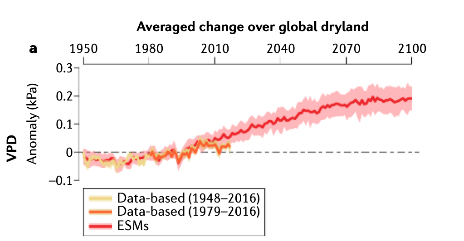 Averaged change over global dryland
a
1950 1980 2010 2040 2070 2100
VPD
Anomaly (kPa)
0.3
0.2
0.1
0
−0.1
Data-based (1948–2016)
Data-based (1979–2016)
ESMs